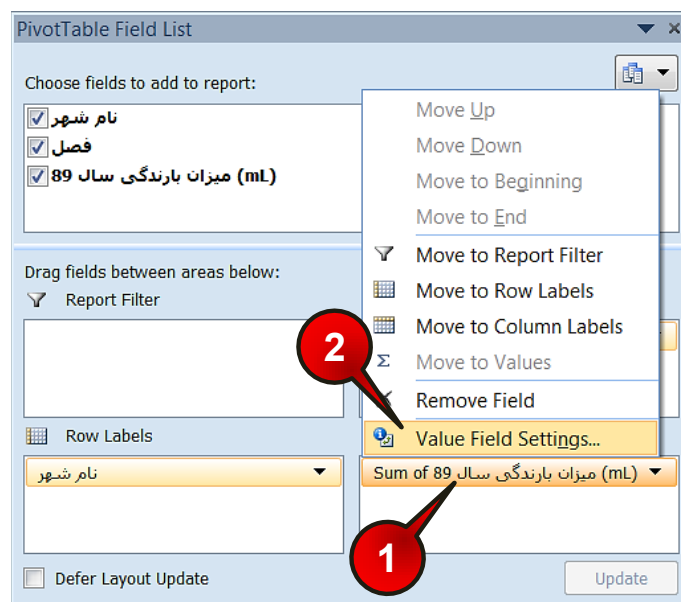 PivotTable Field List
Choose fields to add to report:
نام شهر
فصل
میزان بارندگی سال 89 (mL)
Move Up
Move Down
Move to Beginning
Move to End
Move to Report Filter
Move to Row Labels
Move to Column Labels
Σ Move to Values
Remove Field
Value Field Settings...
Drag fields between areas below:
Report Filter
2
Row Labels
نام شهر
Sum of میزان بارندگی سال 89 (mL)
1
Defer Layout Update
Update